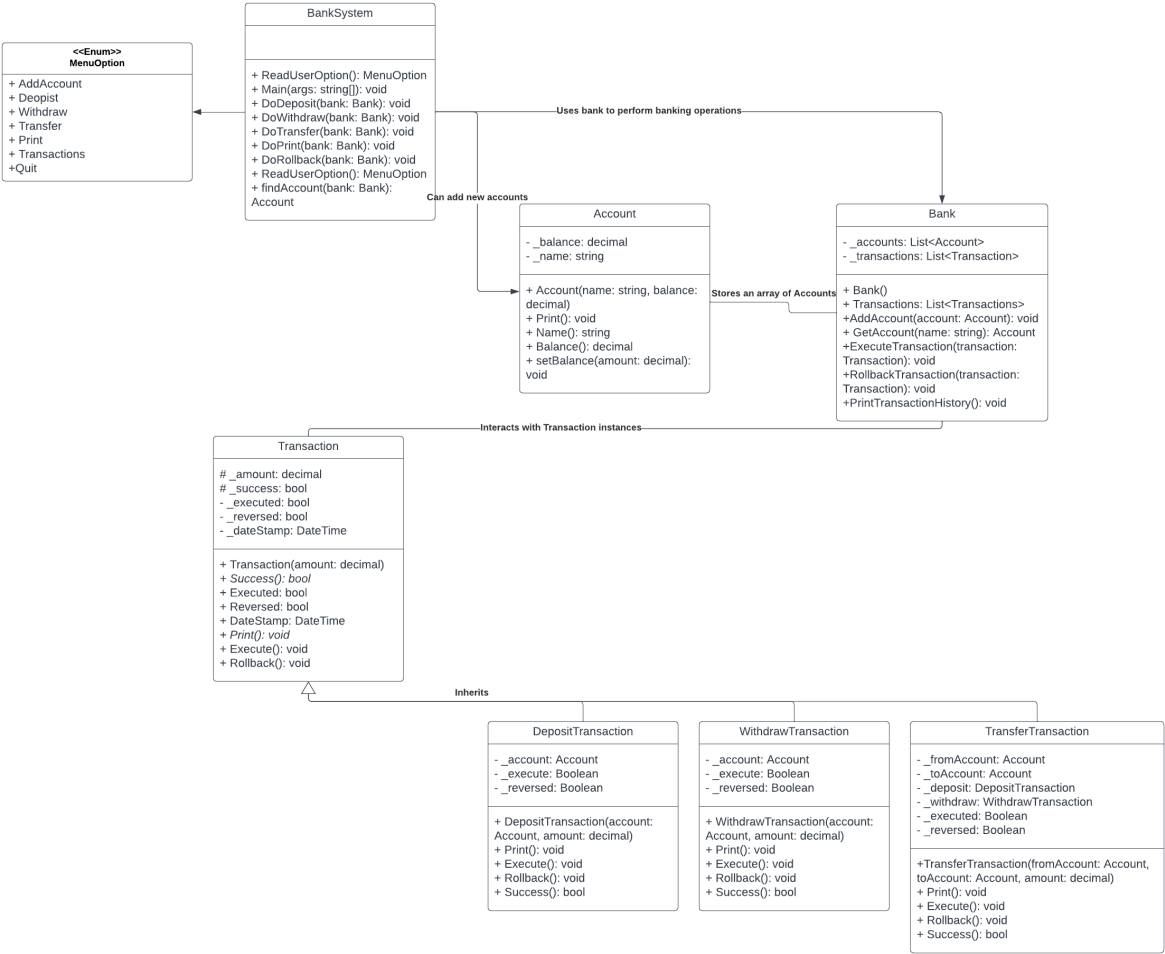 BankSystem
+ ReadUserOption(): MenuOption
+ Main(args: string[]): void
+ DoDeposit(bank: Bank): void
+ DoWithdraw(bank: Bank): void
+ DoTransfer(bank: Bank): void
+ DoPrint(bank: Bank): void
+ DoRollback(bank: Bank): void
+ ReadUserOption(): MenuOption
+ findAccount(bank: Bank):
Account
<<Enum>>
MenuOption
+ AddAccount
+ Deopist
+ Withdraw
+ Transfer
+ Print
+ Transactions
+Quit
Uses bank to perform banking operations
Can add new accounts
Account
- _balance: decimal
- _name: string
+ Account(name: string, balance:
decimal)
+ Print(): void
+ Name(): string
+ Balance(): decimal
+ setBalance(amount: decimal):
void
Stores an array of Accounts
Bank
- _accounts: List<Account>
- _transactions: List<Transaction>
+ Bank()
+ Transactions: List<Transactions>
+AddAccount(account: Account): void
+ GetAccount(name: string): Account
+ExecuteTransaction(transaction:
Transaction): void
+RollbackTransaction(transaction:
Transaction): void
+PrintTransactionHistory(): void
Interacts with Transaction instances
Transaction
# _amount: decimal
# _success: bool
- _executed: bool
- _reversed: bool
- _dateStamp: DateTime
+ Transaction(amount: decimal)
+ Success(): bool
+ Executed: bool
+ Reversed: bool
+ DateStamp: DateTime
+ Print(): void
+ Execute(): void
+ Rollback(): void
Inherits
DepositTransaction
- _account: Account
- _execute: Boolean
- _reversed: Boolean
+ DepositTransaction(account:
Account, amount: decimal)
+ Print(): void
+ Execute(): void
+ Rollback(): void
+ Success(): bool
WithdrawTransaction
- _account: Account
- _execute: Boolean
- _reversed: Boolean
+ WithdrawTransaction(account:
Account, amount: decimal)
+ Print(): void
+ Execute(): void
+ Rollback(): void
+ Success(): bool
TransferTransaction
- _fromAccount: Account
- _toAccount: Account
- _deposit: DepositTransaction
- _withdraw: WithdrawTransaction
- _executed: Boolean
- _reversed: Boolean
+TransferTransaction(fromAccount: Account,
toAccount: Account, amount: decimal)
+ Print(): void
+ Execute(): void
+ Rollback(): void
+ Success(): bool